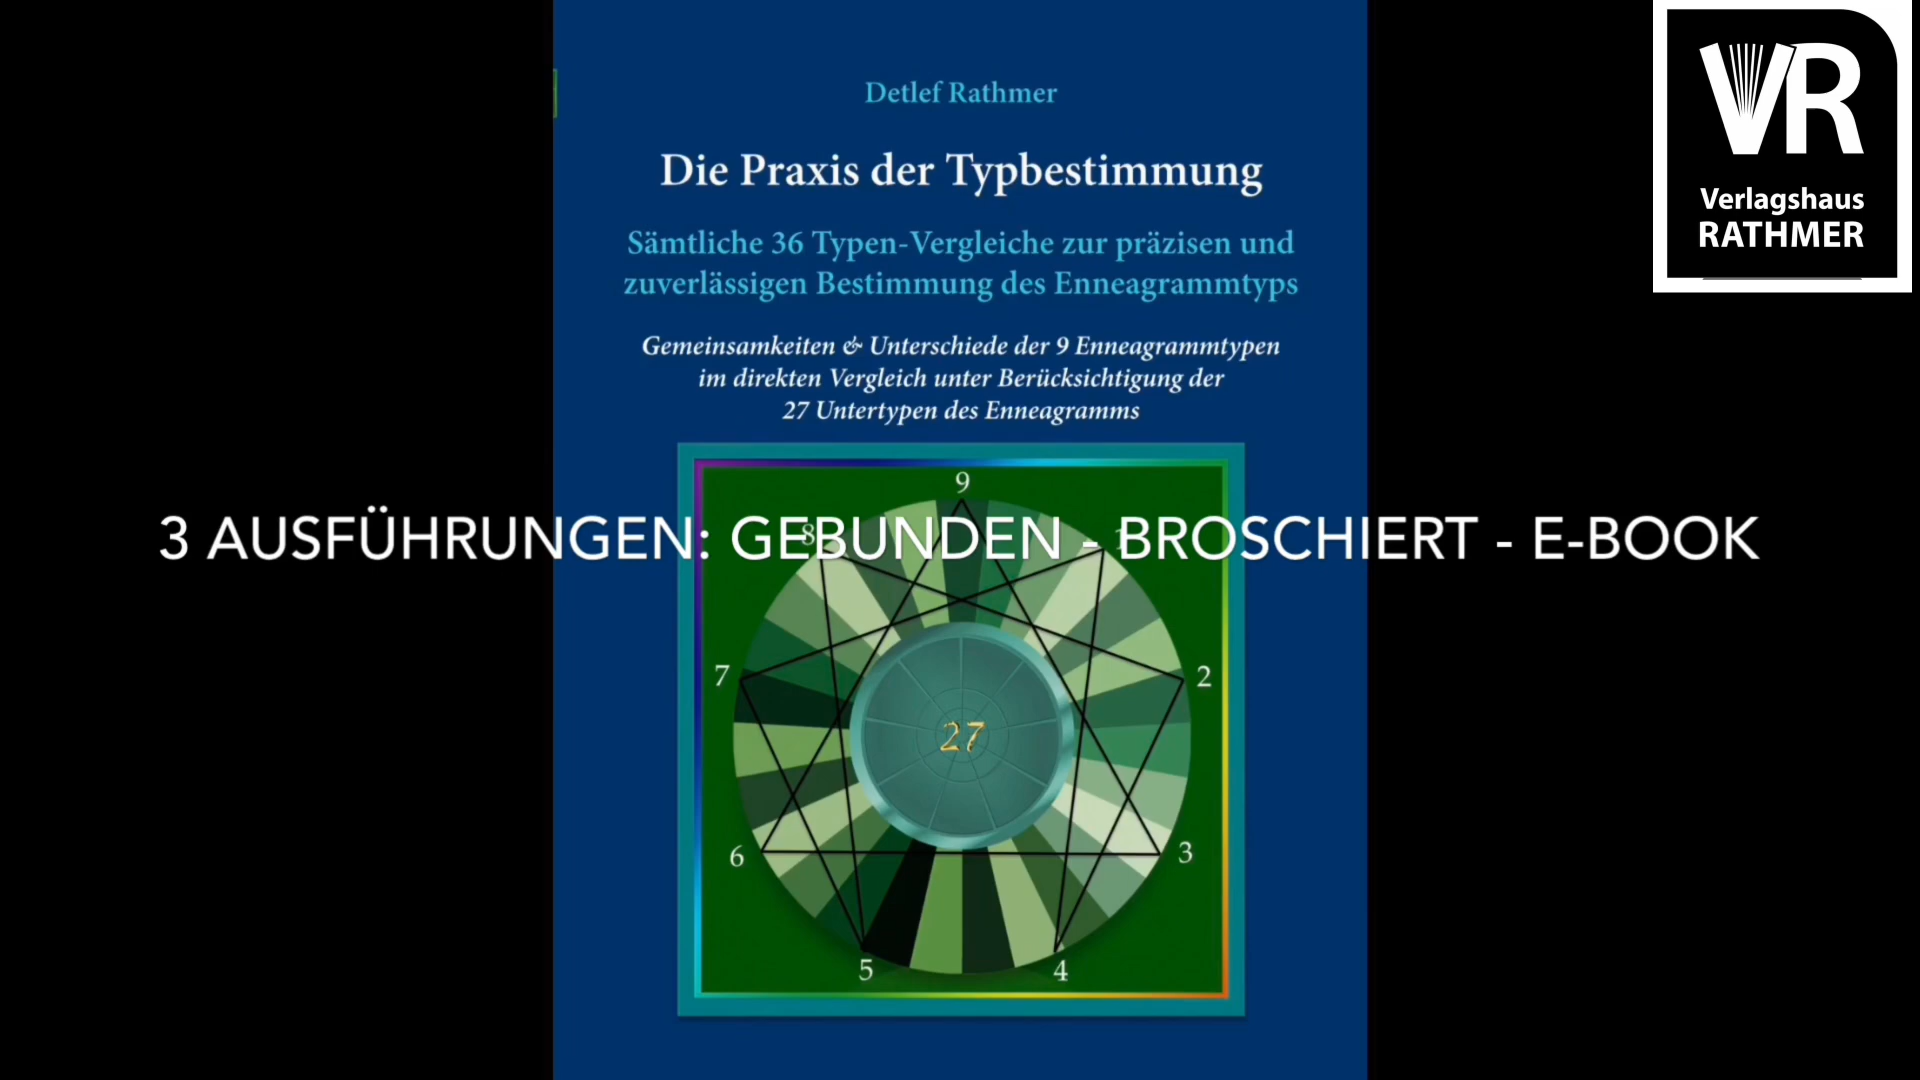 Detlef Rathmer
Die Praxis der Typbestimmung
Sämtliche 36 Typen-Vergleiche zur präzisen und
zuverlässigen Bestimmung des Enneagrammtyps
Gemeinsamkeiten & Unterschiede der 9 Enneagrammtypen
im direkten Vergleich unter Berücksichtigung der
27 Untertypen des Enneagramms
VR
Verlagshaus
RATHMER
9
8
1
3 AUSFÜHRUNGEN: GEBUNDEN - BROSCHIERT - E-BOOK
7
2
27
6
3
5
4